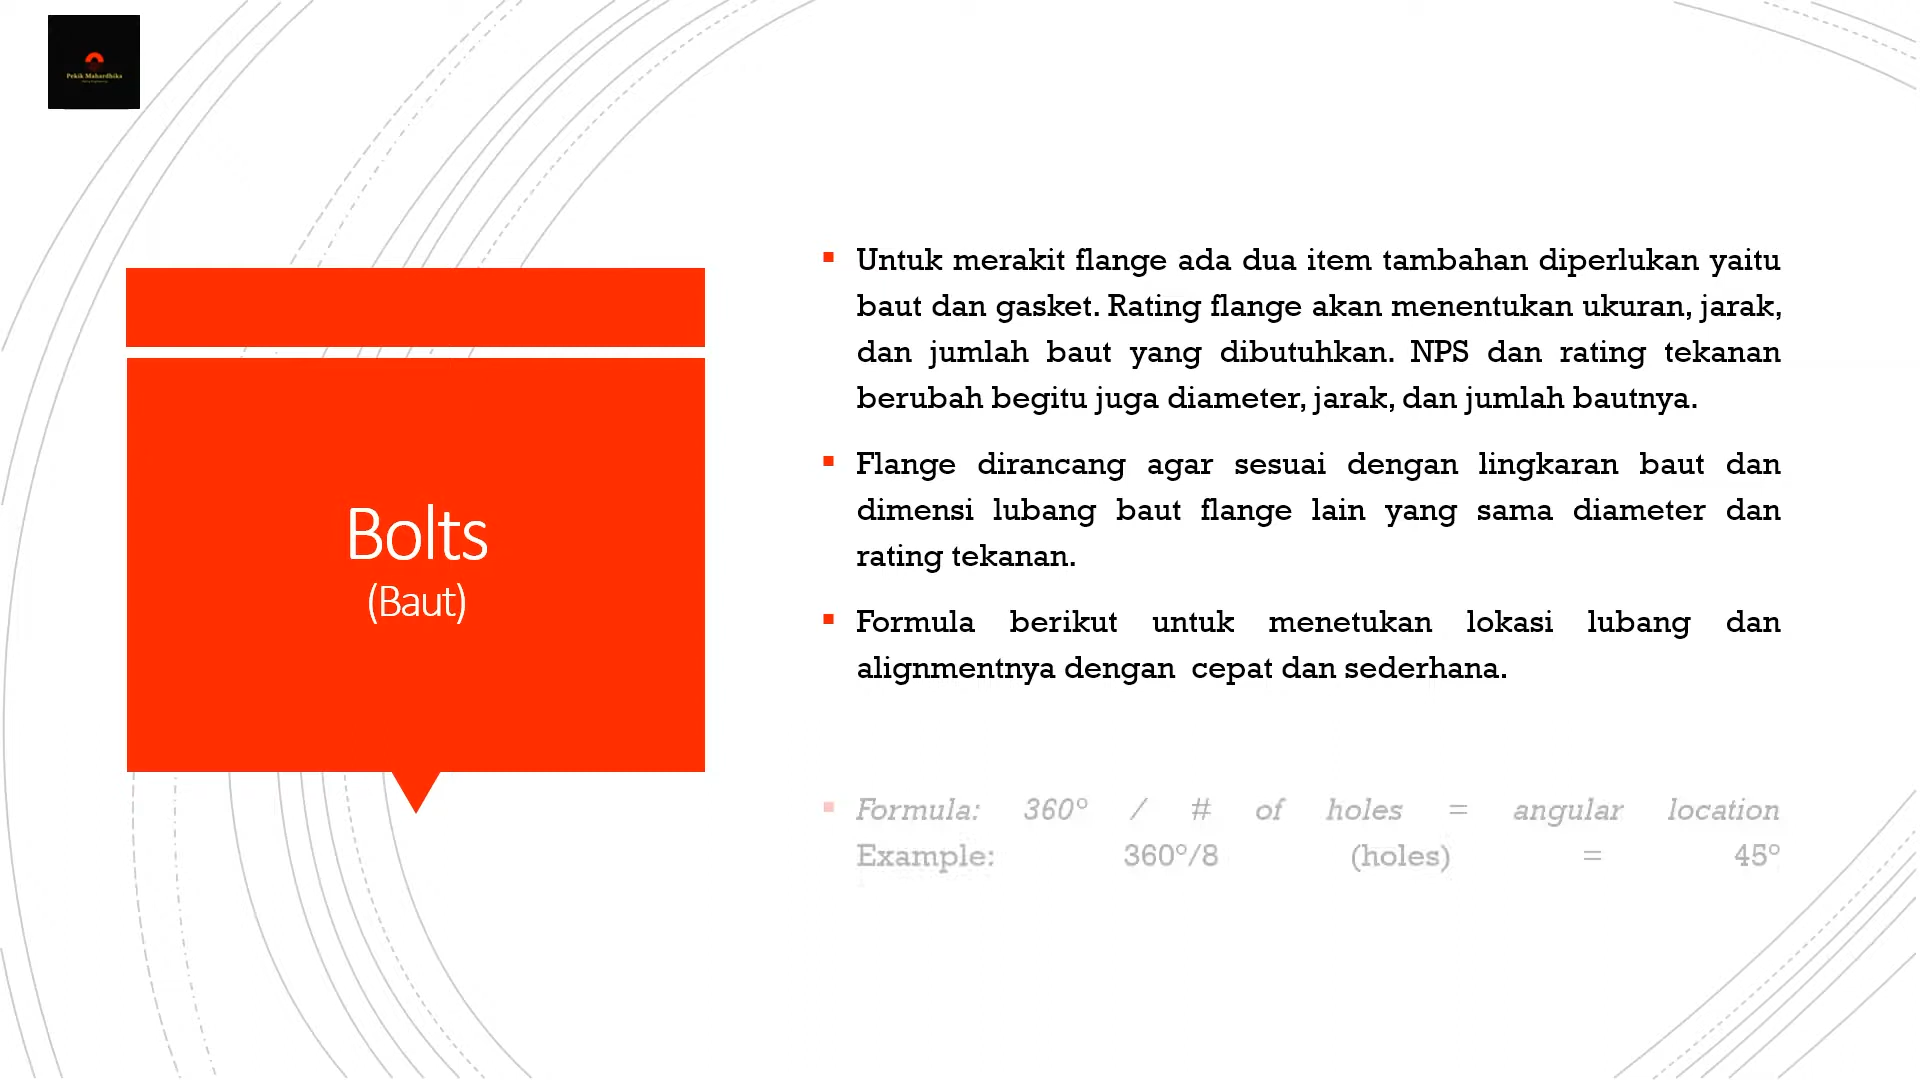 Pekik Mahardhika
Bolts
(Baut)
Untuk merakit flange ada dua item tambahan diperlukan yaitu
baut dan gasket. Rating flange akan menentukan ukuran, jarak,
dan jumlah baut yang dibutuhkan. NPS dan rating tekanan
berubah begitu juga diameter, jarak, dan jumlah bautnya.
Flange dirancang agar sesuai dengan lingkaran baut dan
dimensi lubang baut flange lain yang sama diameter dan
rating tekanan.
Formula berikut untuk menetukan lokasi lubang dan
alignmentnya dengan cepat dan sederhana.
Formula: 360° / # of holes = angular location
Example: 360°/8 (holes) = 45°